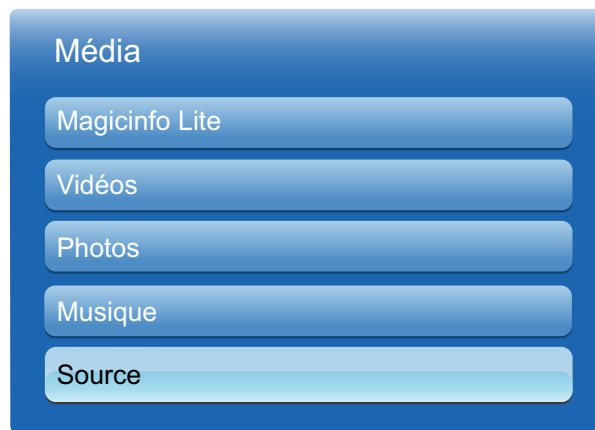 Média
Magicinfo Lite
Vidéos
Photos
Musique
Source